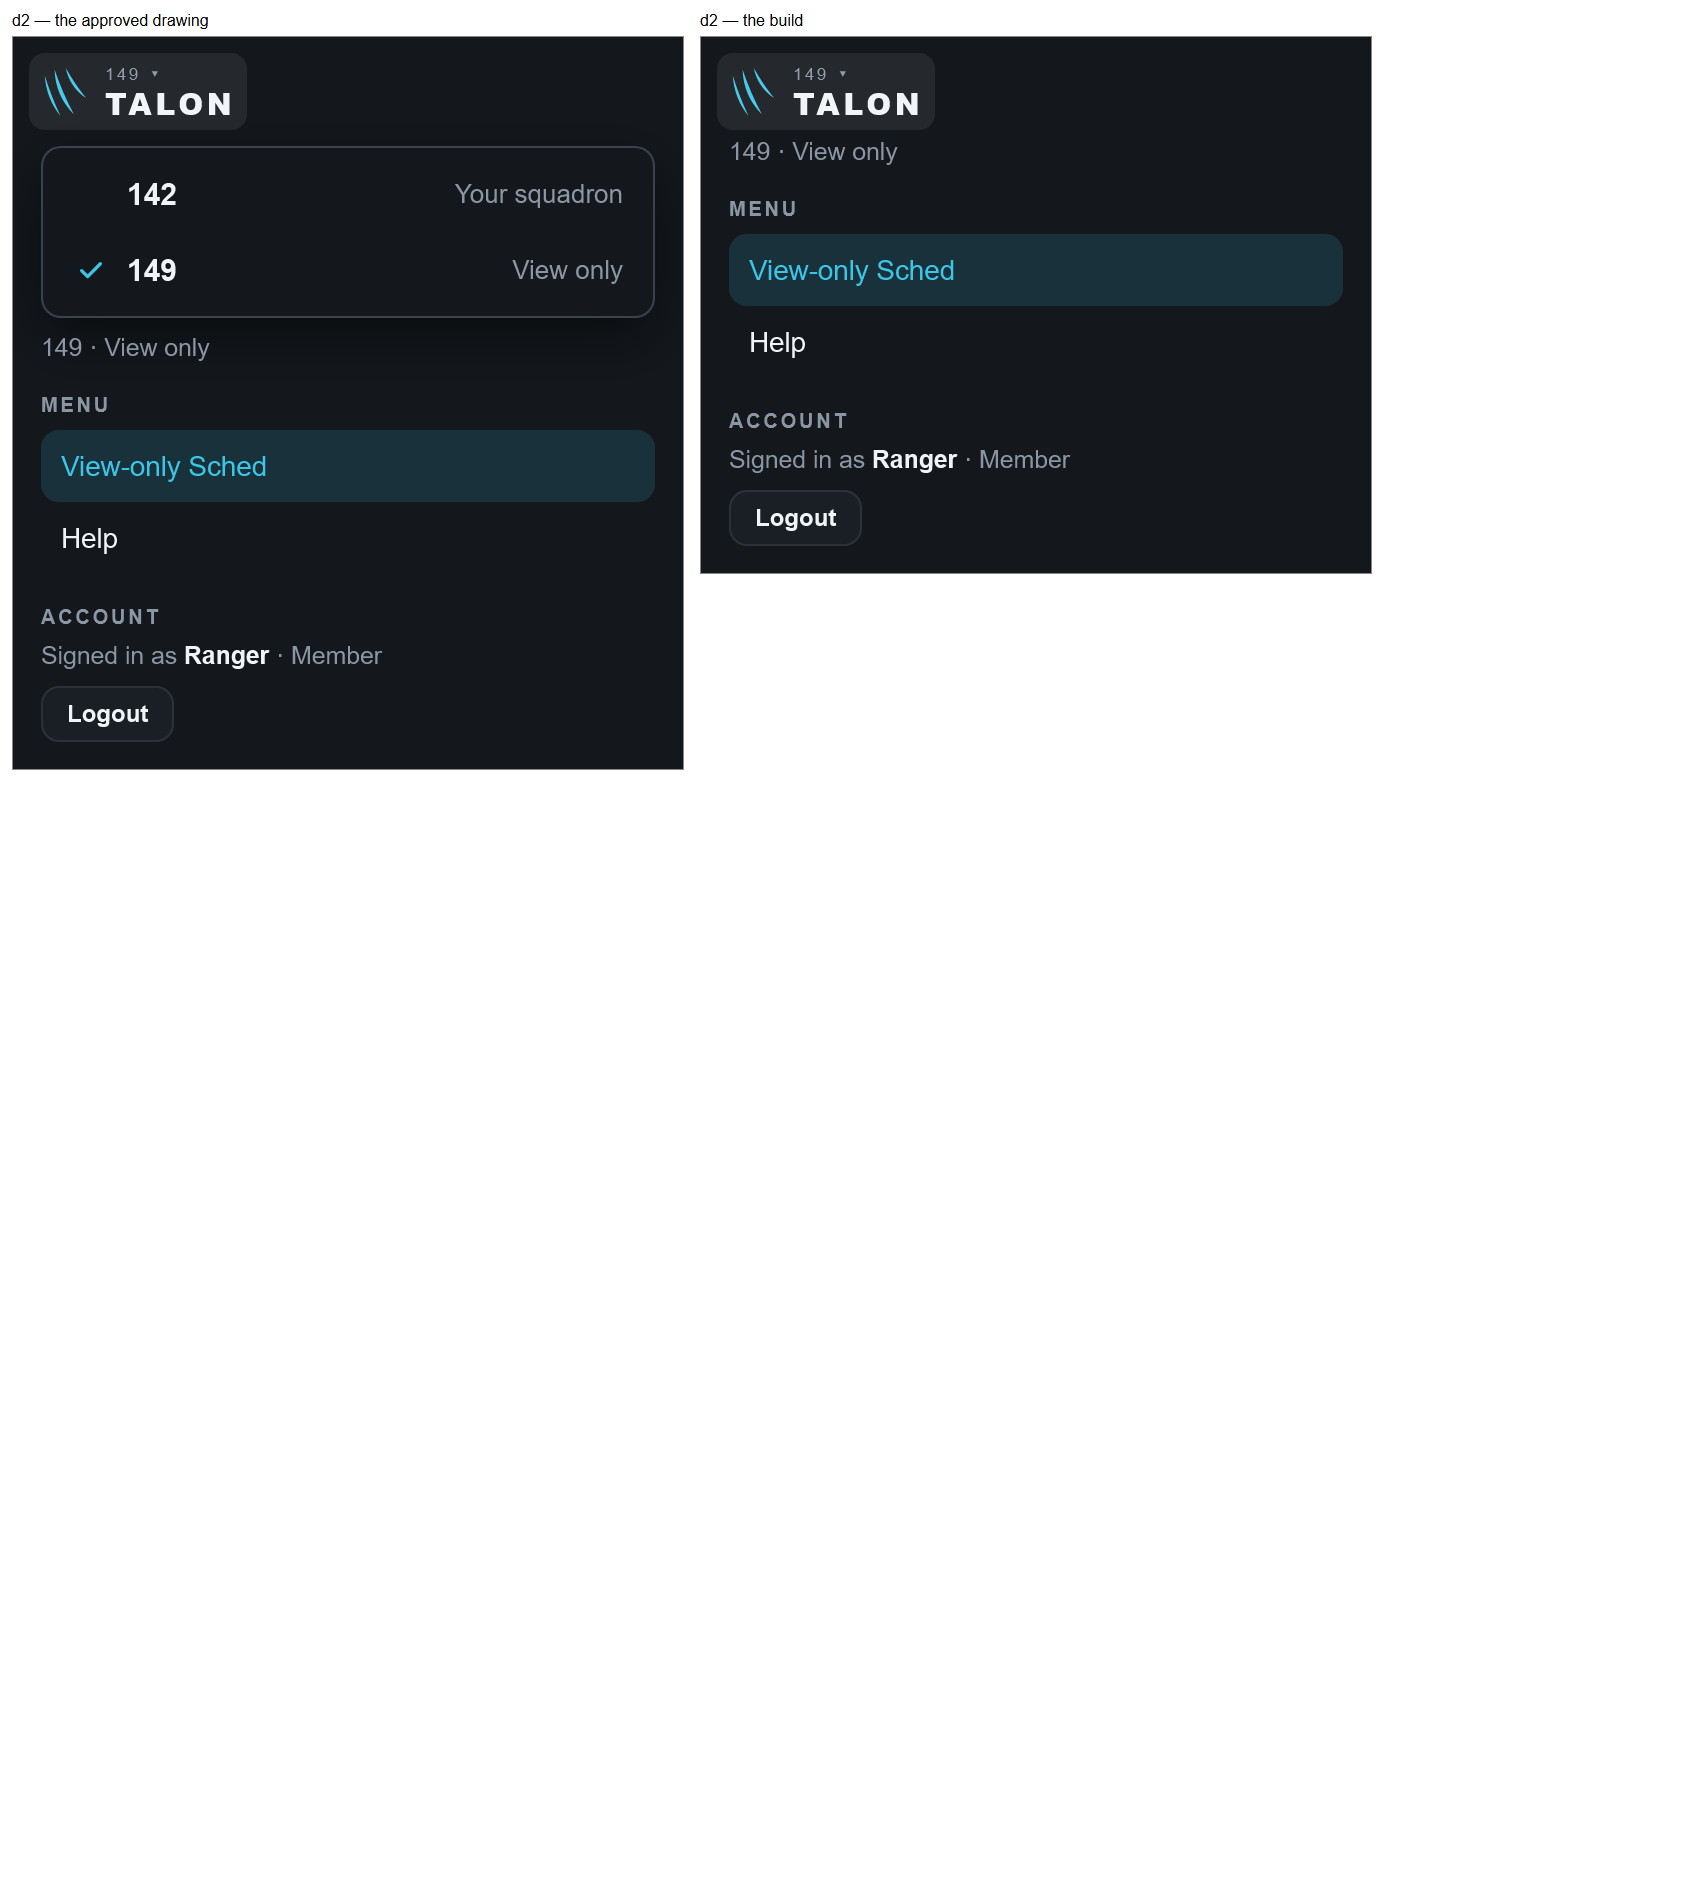 d2 — the approved drawing
149 ▾
TALON
142 Your squadron
✓ 149 View only
149 · View only
MENU
View-only Sched
Help
ACCOUNT
Signed in as Ranger · Member
Logout
d2 — the build
149 ▾
TALON
149 · View only
MENU
View-only Sched
Help
ACCOUNT
Signed in as Ranger · Member
Logout